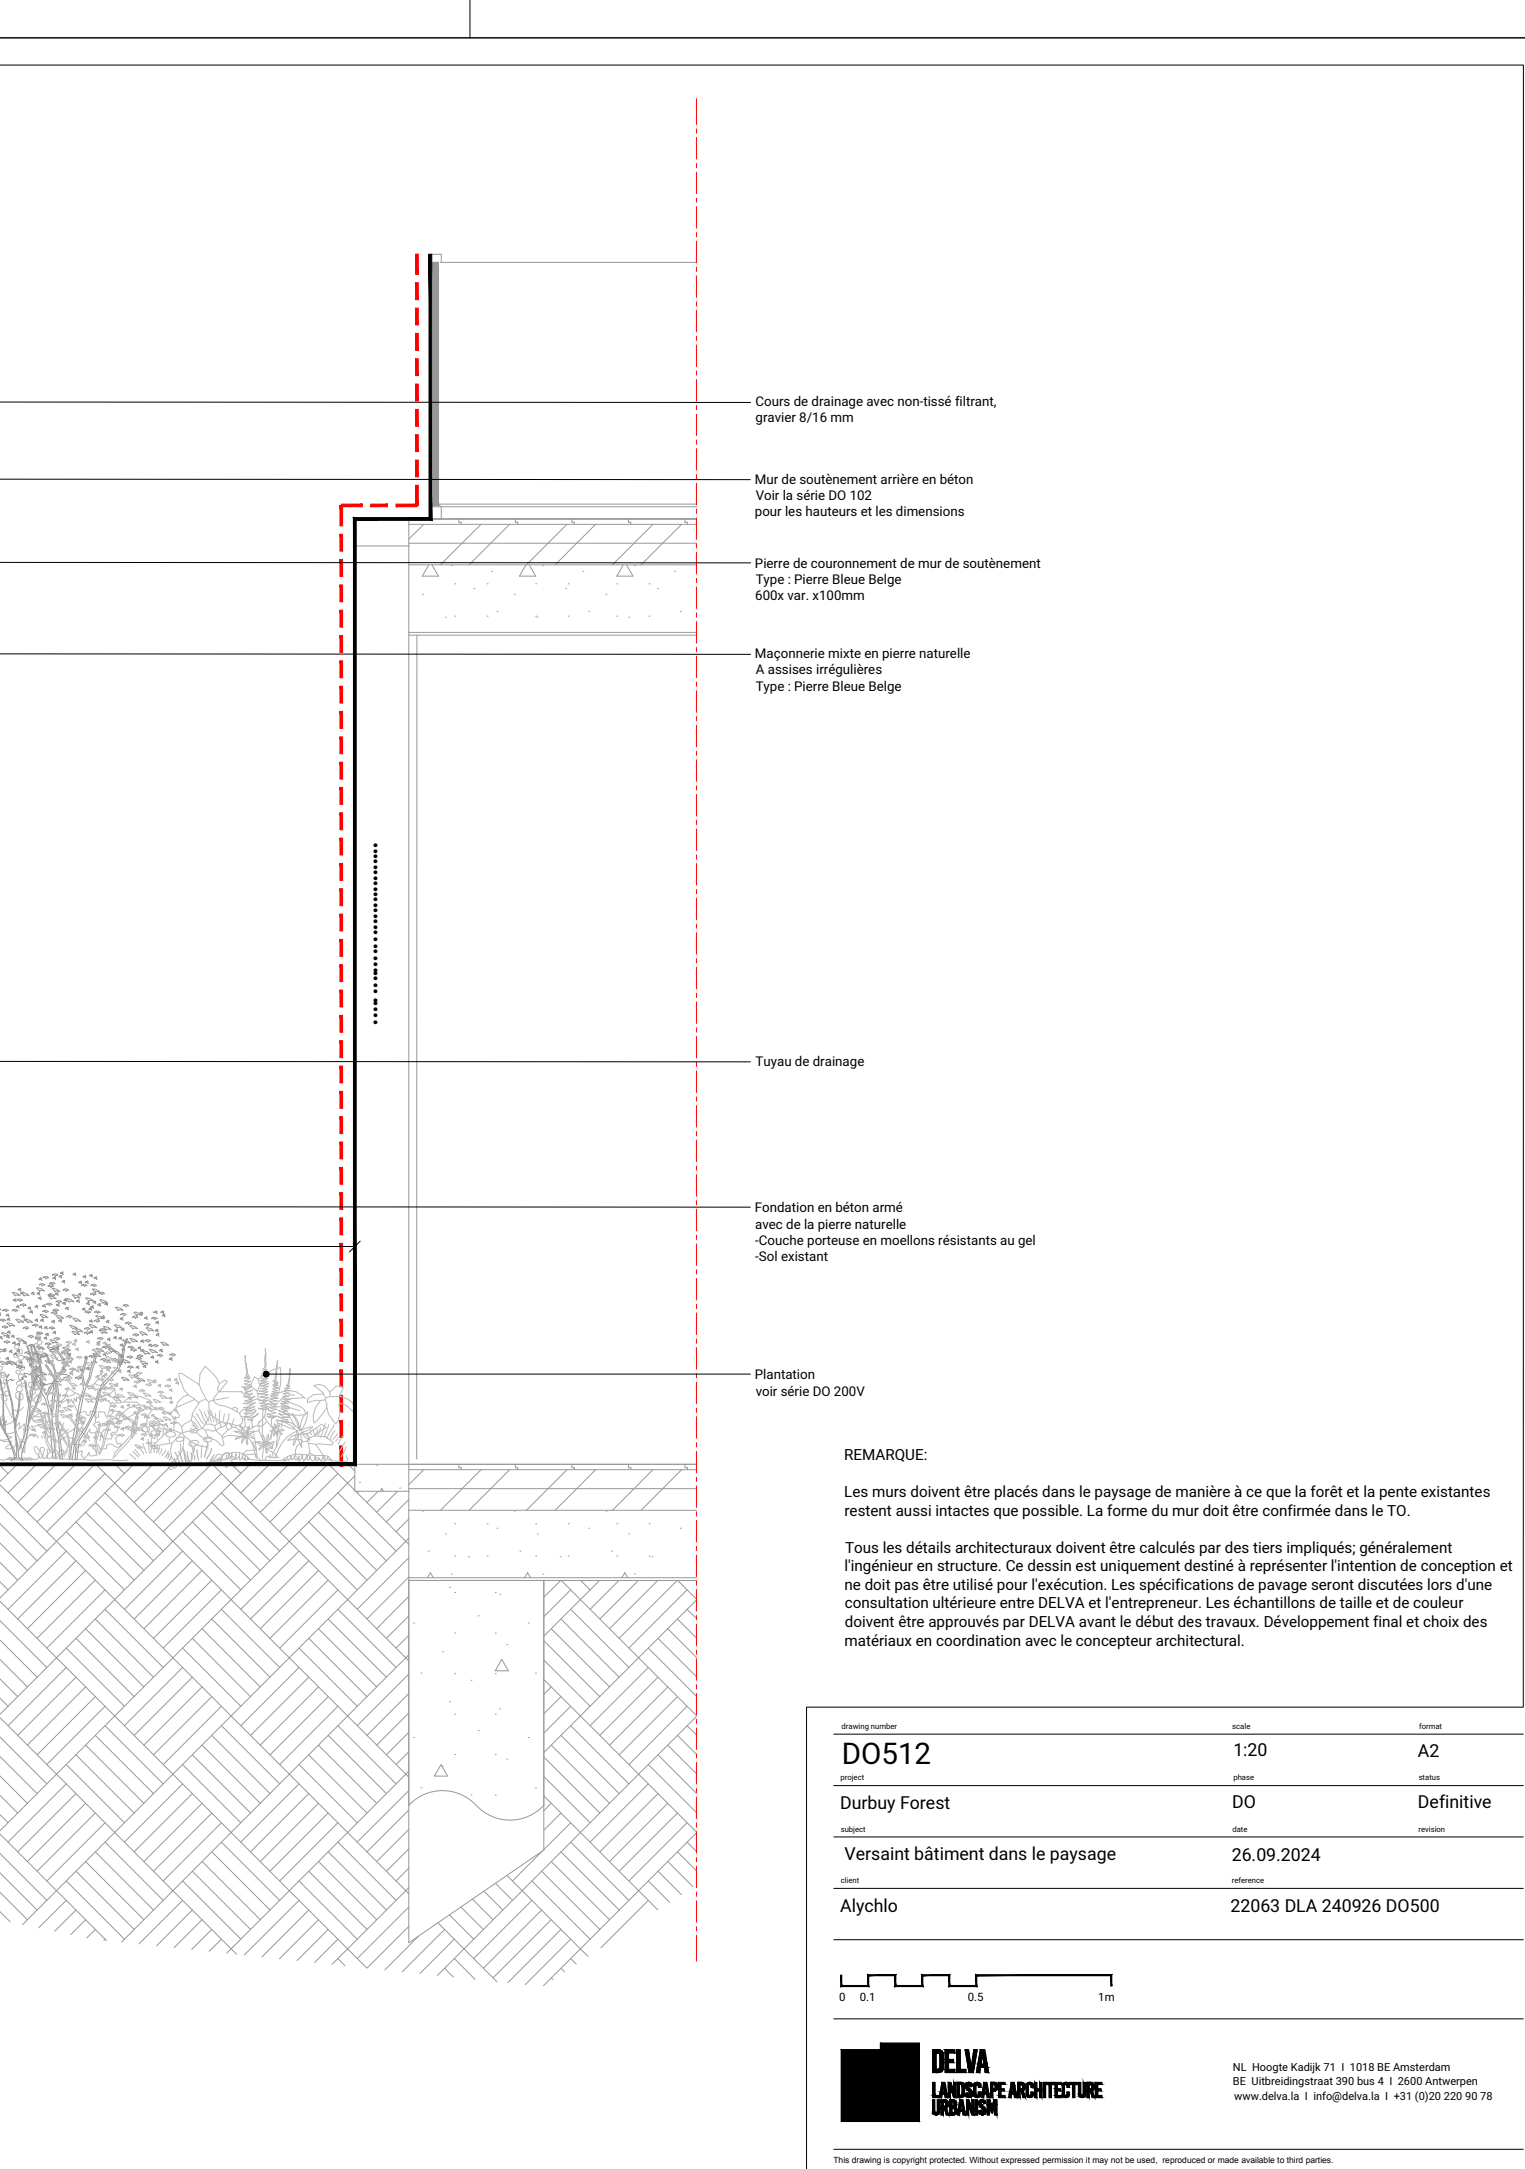 Cours de drainage avec non-tissé filtrant,
gravier 8/16 mm
Mur de soutènement arrière en béton
Voir la série DO 102
pour les hauteurs et les dimensions
Pierre de couronnement de mur de soutènement
Type : Pierre Bleue Belge
600x var. x100mm
Maçonnerie mixte en pierre naturelle
A assises irrégulières
Type : Pierre Bleue Belge
Tuyau de drainage
Fondation en béton armé
avec de la pierre naturelle
-Couche porteuse en moellons résistants au gel
-Sol existant
Plantation
voir série DO 200V
REMARQUE:
Les murs doivent être placés dans le paysage de manière à ce que la forêt et la pente existantes
restent aussi intactes que possible. La forme du mur doit être confirmée dans le TO.
Tous les détails architecturaux doivent être calculés par des tiers impliqués; généralement
l'ingénieur en structure. Ce dessin est uniquement destiné à représenter l'intention de conception et
ne doit pas être utilisé pour l'exécution. Les spécifications de pavage seront discutées lors d'une
consultation ultérieure entre DELVA et l'entrepreneur. Les échantillons de taille et de couleur
doivent être approuvés par DELVA avant le début des travaux. Développement final et choix des
matériaux en coordination avec le concepteur architectural.
drawing number scale format
DO512 1:20 A2
project phase status
Durbuy Forest DO Definitive
subject date revision
Versaint bâtiment dans le paysage 26.09.2024
client reference
Alychlo 22063 DLA 240926 DO500
0 0.1 0.5 1m
DELVA
LANDSCAPE ARCHITECTURE
URBANISM
NL Hoogte Kadijk 71 I 1018 BE Amsterdam
BE Uitbreidingstraat 390 bus 4 I 2600 Antwerpen
www.delva.la I info@delva.la I +31 (0)20 220 90 78
This drawing is copyright protected. Without expressed permission it may not be used, reproduced or made available to third parties.